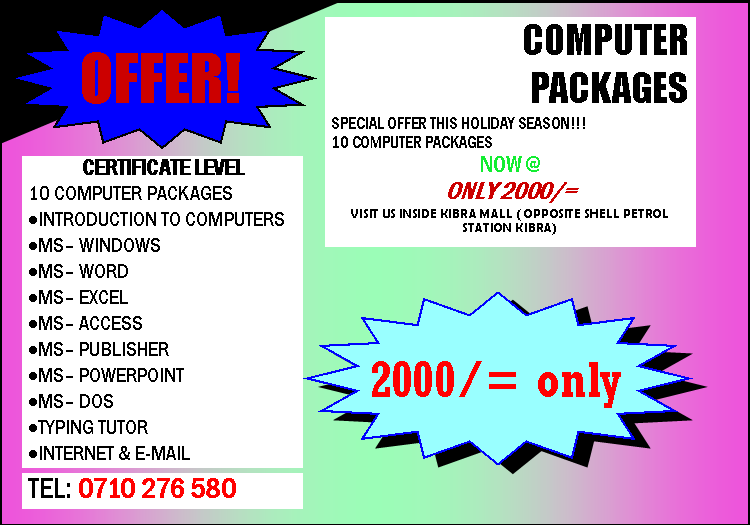 OFFER!
COMPUTER
PACKAGES
SPECIAL OFFER THIS HOLIDAY SEASON!!!
10 COMPUTER PACKAGES
NOW @
ONLY 2000/=
VISIT US INSIDE KIBRA MALL ( OPPOSITE SHELL PETROL
STATION KIBRA)
CERTIFICATE LEVEL
10 COMPUTER PACKAGES
•INTRODUCTION TO COMPUTERS
•MS– WINDOWS
•MS– WORD
•MS– EXCEL
•MS– ACCESS
•MS– PUBLISHER
•MS– POWERPOINT
•MS– DOS
•TYPING TUTOR
•INTERNET & E-MAIL
TEL: 0710 276 580
2000/= only